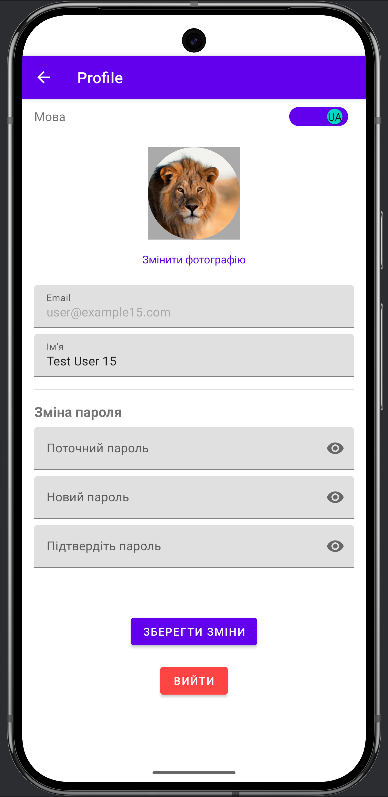 Profile
Мова
UA
Змінити фотографію
Email
user@example15.com
Ім'я
Test User 15
Зміна пароля
Поточний пароль
Новий пароль
Підтвердіть пароль
ЗБЕРЕГТИ ЗМІНИ
ВИЙТИ